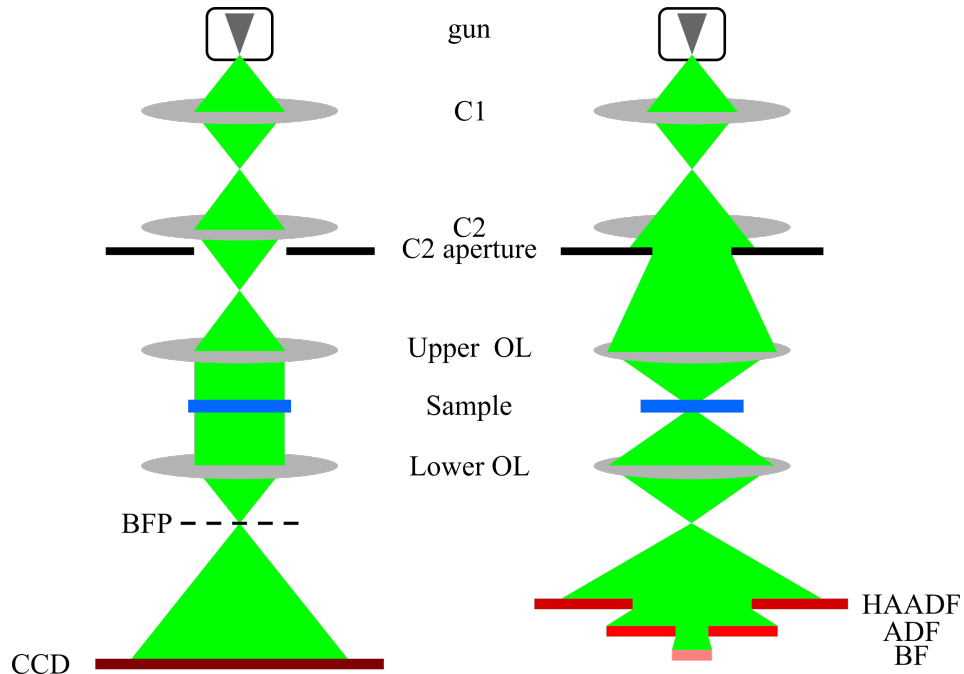 gun
C1
C2
C2 aperture
Upper OL
Sample
Lower OL
BFP
HAADF
ADF
BF
CCD